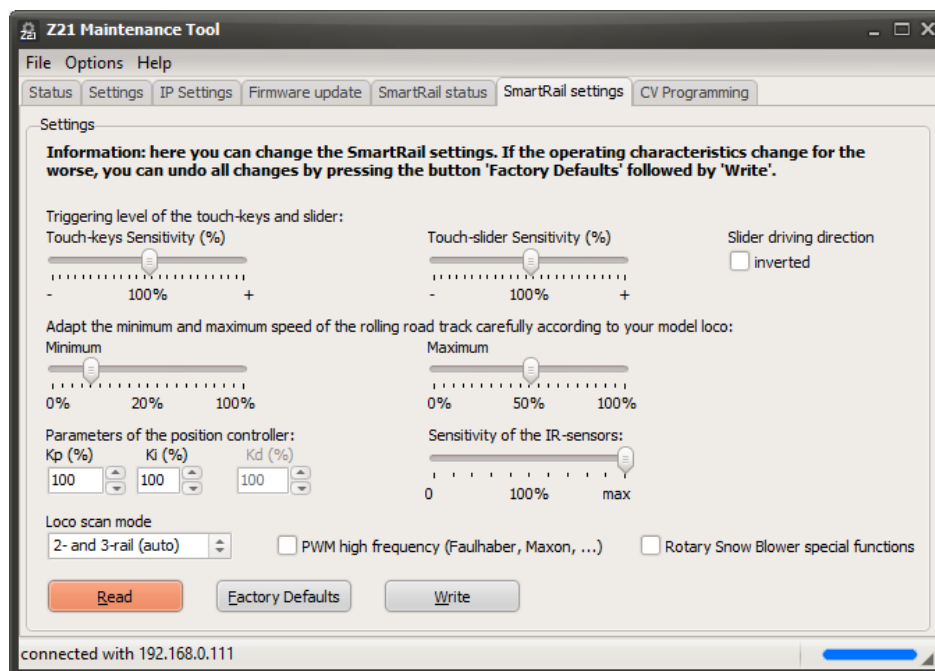 Z21 Maintenance Tool
File Options Help
Status Settings IP Settings Firmware update SmartRail status SmartRail settings CV Programming
Settings
Information: here you can change the SmartRail settings. If the operating characteristics change for the
worse, you can undo all changes by pressing the button 'Factory Defaults' followed by 'Write'.
Triggering level of the touch-keys and slider:
Touch-keys Sensitivity (%) Touch-slider Sensitivity (%) Slider driving direction
inverted
- 100% + - 100% +
Adapt the minimum and maximum speed of the rolling road track carefully according to your model loco:
Minimum Maximum
0% 20% 100% 0% 50% 100%
Parameters of the position controller: Sensitivity of the IR-sensors:
Kp (%) Ki (%) Kd (%)
100 100 100
0 100% max
Loco scan mode
2- and 3-rail (auto) PWM high frequency (Faulhaber, Maxon, ...) Rotary Snow Blower special functions
Read Factory Defaults Write
connected with 192.168.0.111